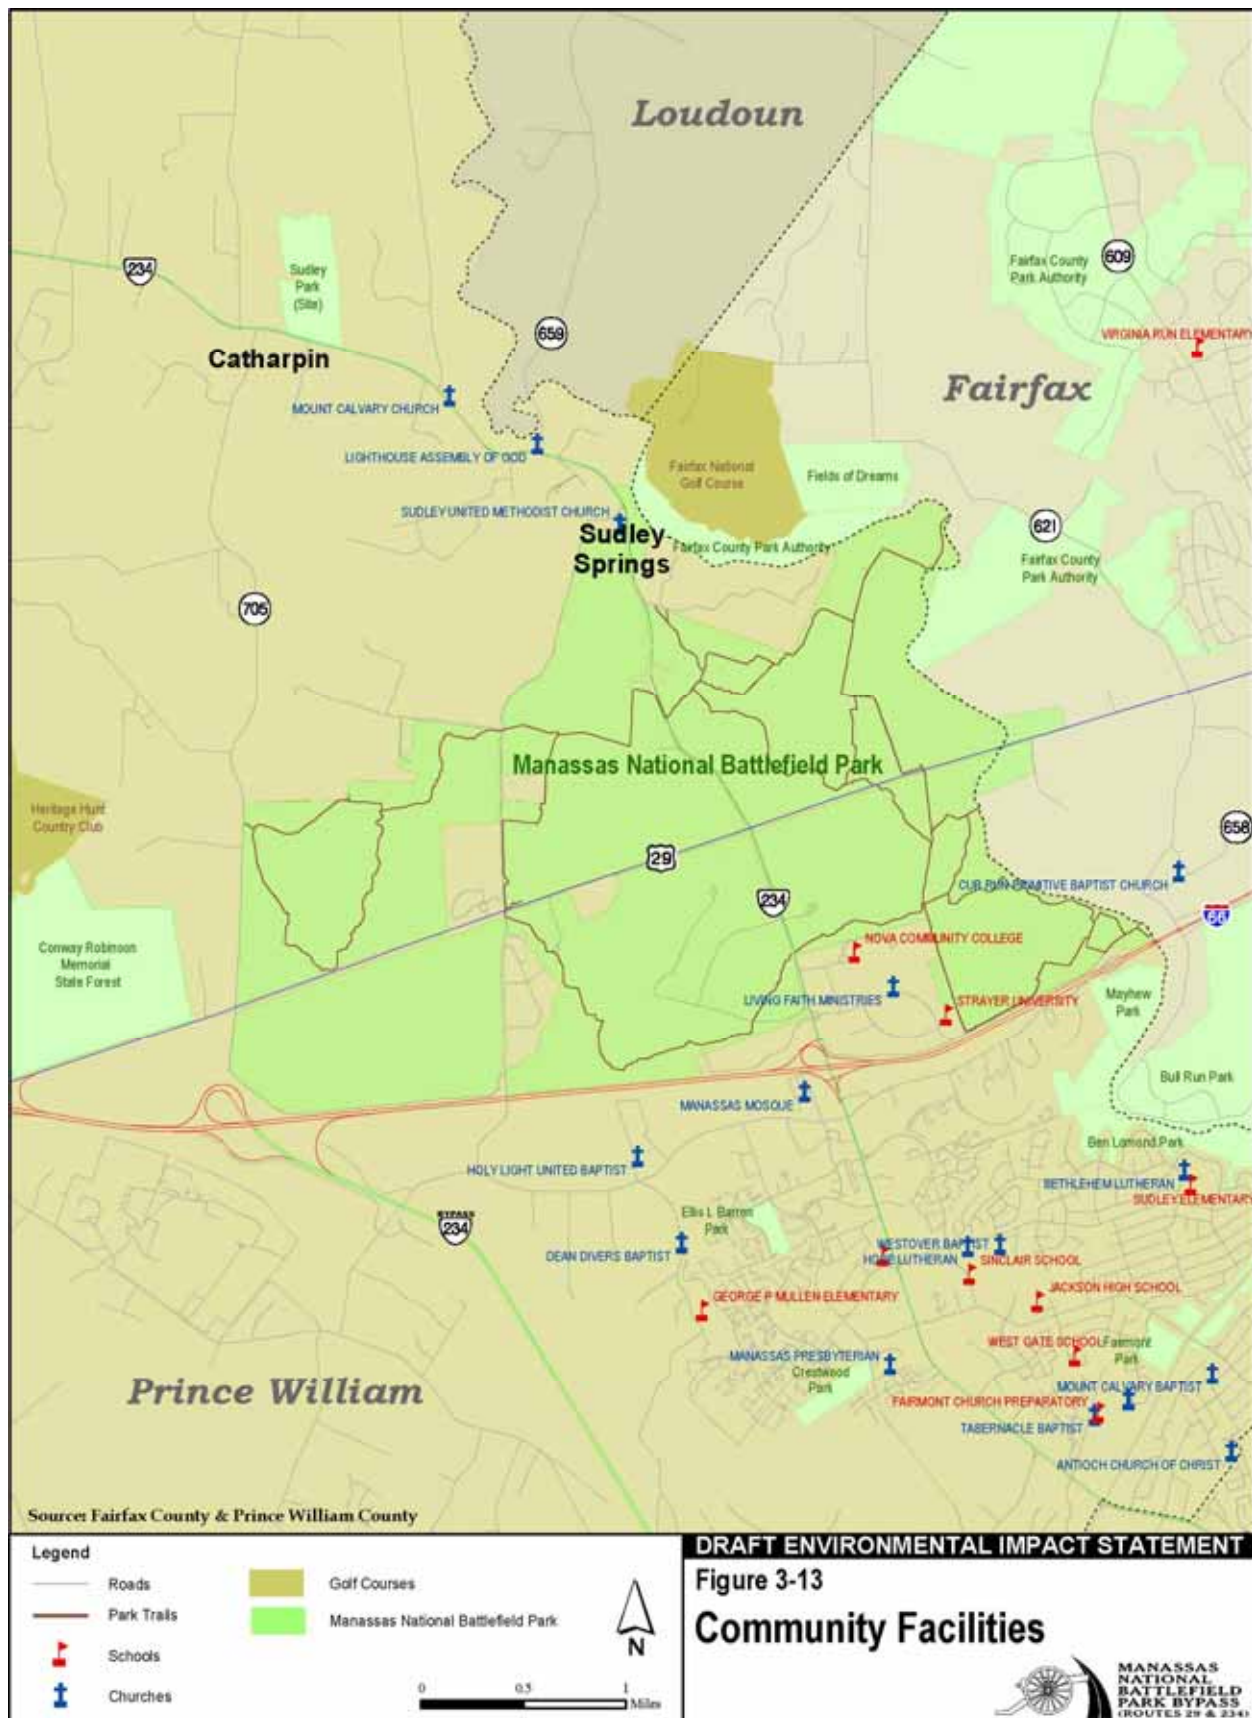 Loudoun
234
Sudley
Park
(Site)
Fairfax County
Park Authority
609
659
VIRGINIA RUN ELEMENTARY
Catharpin
Fairfax
MOUNT CALVARY CHURCH
LIGHTHOUSE ASSEMBLY OF GOD
Fairfax National
Golf Course
Fields of Dreams
SUDLEY UNITED METHODIST CHURCH
621
Sudley
Springs
Fairfax County Park Authority
Fairfax County
Park Authority
705
Manassas National Battlefield Park
Heritage Hunt
Country Club
658
29
CUB RUN PRIMITIVE BAPTIST CHURCH
234
66
NOVA COMMUNITY COLLEGE
Conway Robinson
Memorial
State Forest
LIVING FAITH MINISTRIES
STRAYER UNIVERSITY
Mayhew
Park
Bull Run Park
MANASSAS MOSQUE
Ben Lomond Park
HOLY LIGHT UNITED BAPTIST
BETHLEHEM LUTHERAN
SUDLEY ELEMENTARY
BYPASS
234
Ellis L Barron
Park
DEAN DIVERS BAPTIST
WESTOVER BAPTIST
HOPE LUTHERAN
SINCLAIR SCHOOL
JACKSON HIGH SCHOOL
GEORGE P MULLEN ELEMENTARY
WEST GATE SCHOOL
Fairmont
Park
MANASSAS PRESBYTERIAN
Crestwood
Park
MOUNT CALVARY BAPTIST
Prince William
FAIRMONT CHURCH PREPARATORY
TABERNACLE BAPTIST
ANTIOCH CHURCH OF CHRIST
Source: Fairfax County & Prince William County
Legend
Roads
Park Trails
Schools
Churches
Golf Courses
Manassas National Battlefield Park
N
0 0.5 1
Miles
DRAFT ENVIRONMENTAL IMPACT STATEMENT
Figure 3-13
Community Facilities
MANASSAS
NATIONAL
BATTLEFIELD
PARK BYPASS
(ROUTES 29 & 234)